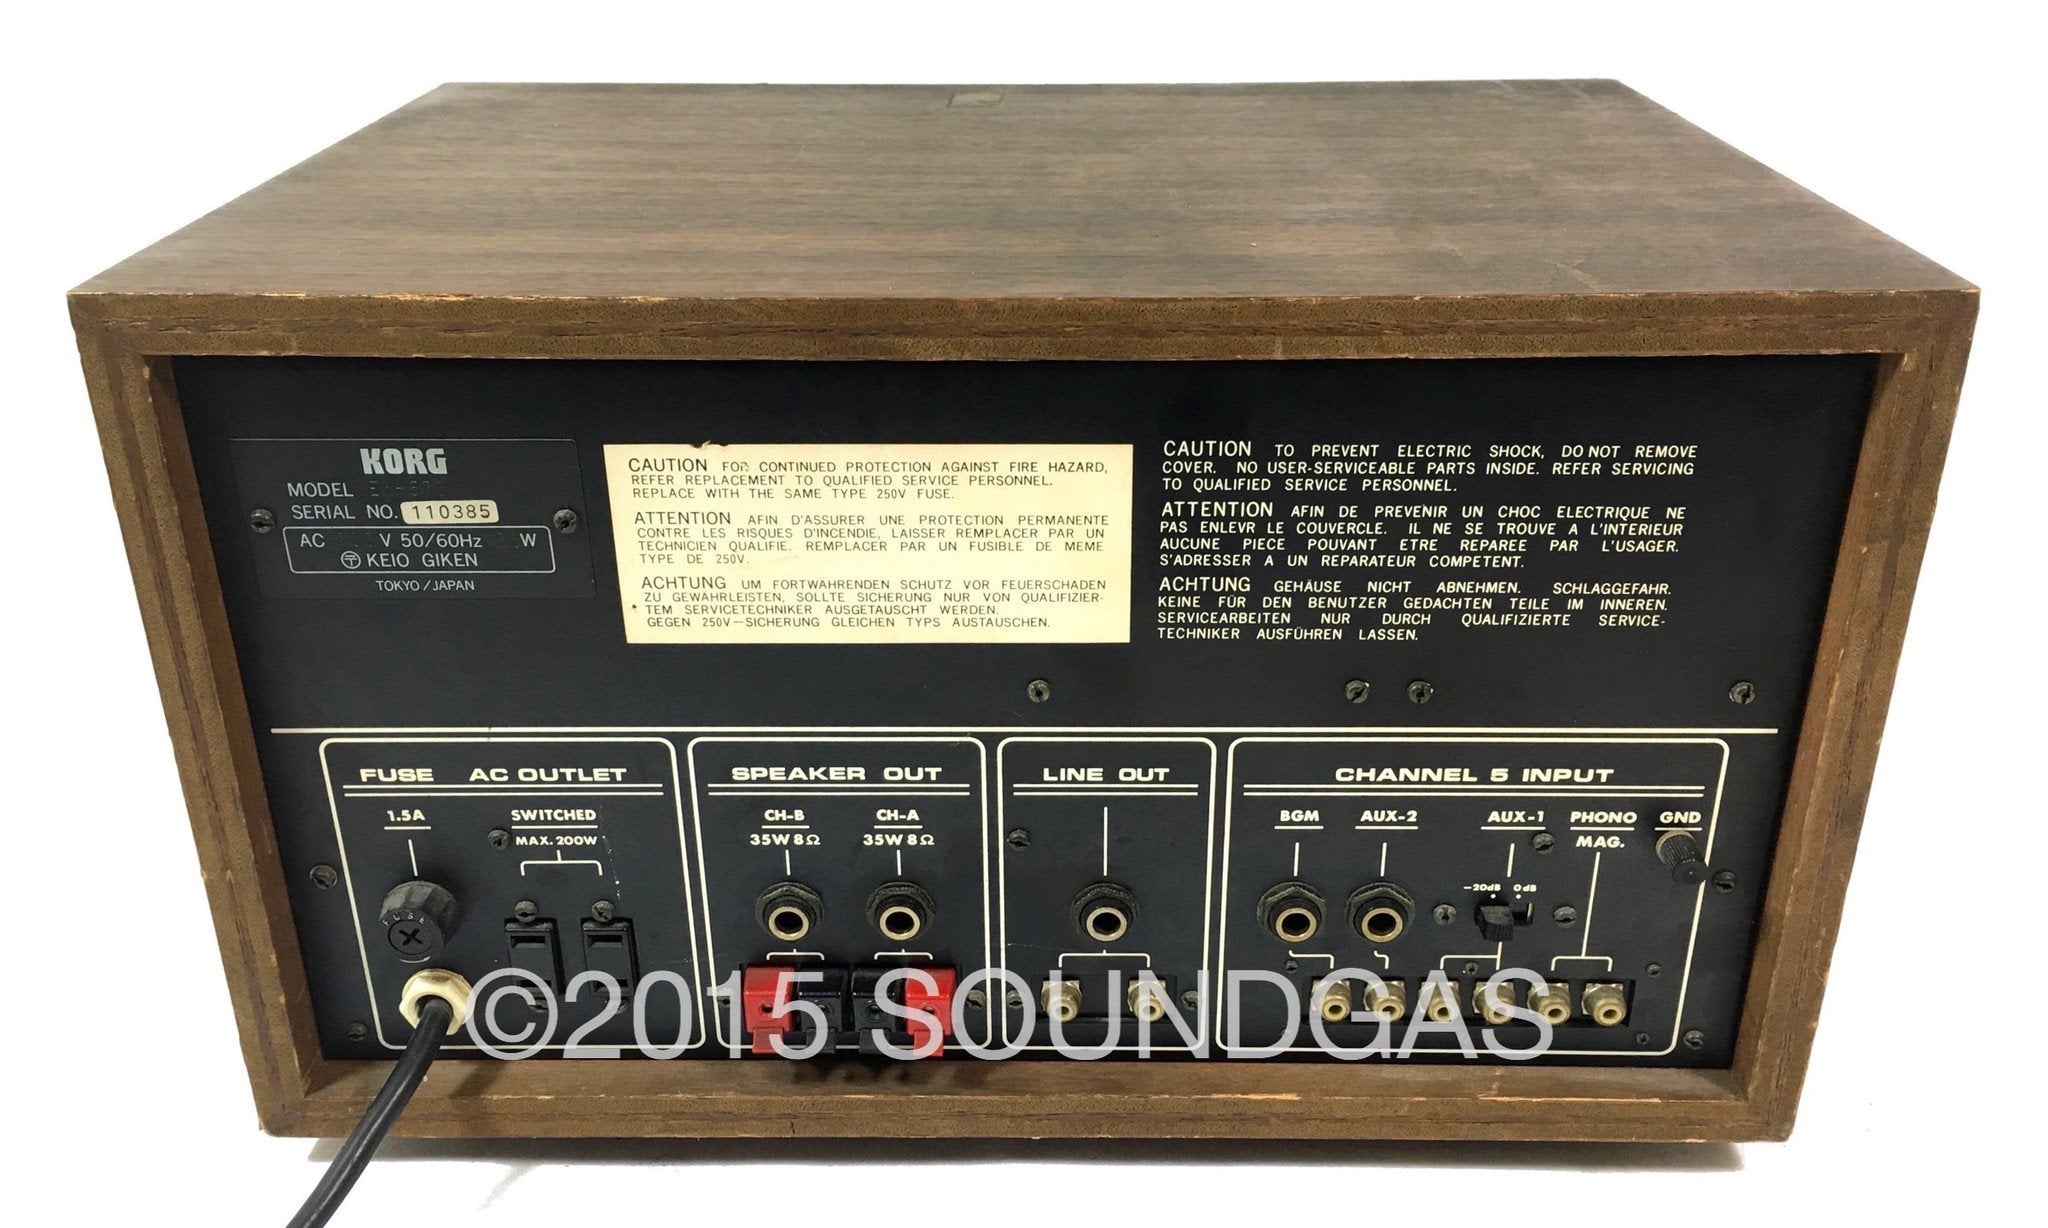 KORG
MODEL
SERIAL NO. 110385
AC V 50/60Hz W
KEIO GIKEN
TOKYO/JAPAN
CAUTION FOR CONTINUED PROTECTION AGAINST FIRE HAZARD,
REFER REPLACEMENT TO QUALIFIED SERVICE PERSONNEL.
REPLACE WITH THE SAME TYPE 250V FUSE.
ATTENTION AFIN D'ASSURER UNE PROTECTION PERMANENTE
CONTRE LES RISQUES D'INCENDIE, LAISSER REMPLACER PAR UN
TECHNICIEN QUALIFIE. REMPLACER PAR UN FUSIBLE DE MEME
TYPE DE 250V.
ACHTUNG UM FORTWAHRENDEN SCHUTZ VOR FEUERSCHADEN
ZU GEWAHRLEISTEN, SOLLTE SICHERUNG NUR VON QUALIFIZIER-
TEM SERVICETECHNIKER AUSGETAUSCHT WERDEN.
GEGEN 250V-SICHERUNG GLEICHEN TYPS AUSTAUSCHEN.
CAUTION TO PREVENT ELECTRIC SHOCK, DO NOT REMOVE
COVER. NO USER-SERVICEABLE PARTS INSIDE. REFER SERVICING
TO QUALIFIED SERVICE PERSONNEL.
ATTENTION AFIN DE PREVENIR UN CHOC ELECTRIQUE NE
PAS ENLEVR LE COUVERCLE. IL NE SE TROUVE A L'INTERIEUR
AUCUNE PIECE POUVANT ETRE REPAREE PAR L'USAGER.
S'ADRESSER A UN REPARATEUR COMPETENT.
ACHTUNG GEHÄUSE NICHT ABNEHMEN. SCHLAGGEFAHR.
KEINE FÜR DEN BENUTZER GEDACHTEN TEILE IM INNEREN.
SERVICEARBEITEN NUR DURCH QUALIFIZIERTE SERVICE-
TECHNIKER AUSFÜHREN LASSEN.
FUSE AC OUTLET
1.5A SWITCHED
MAX. 200W
FUSE
SPEAKER OUT
CH-B CH-A
35W 8Ω 35W 8Ω
LINE OUT
CHANNEL 5 INPUT
BGM AUX-2 AUX-1 PHONO GND
MAG.
-20dB 0dB
©2015 SOUNDGAS